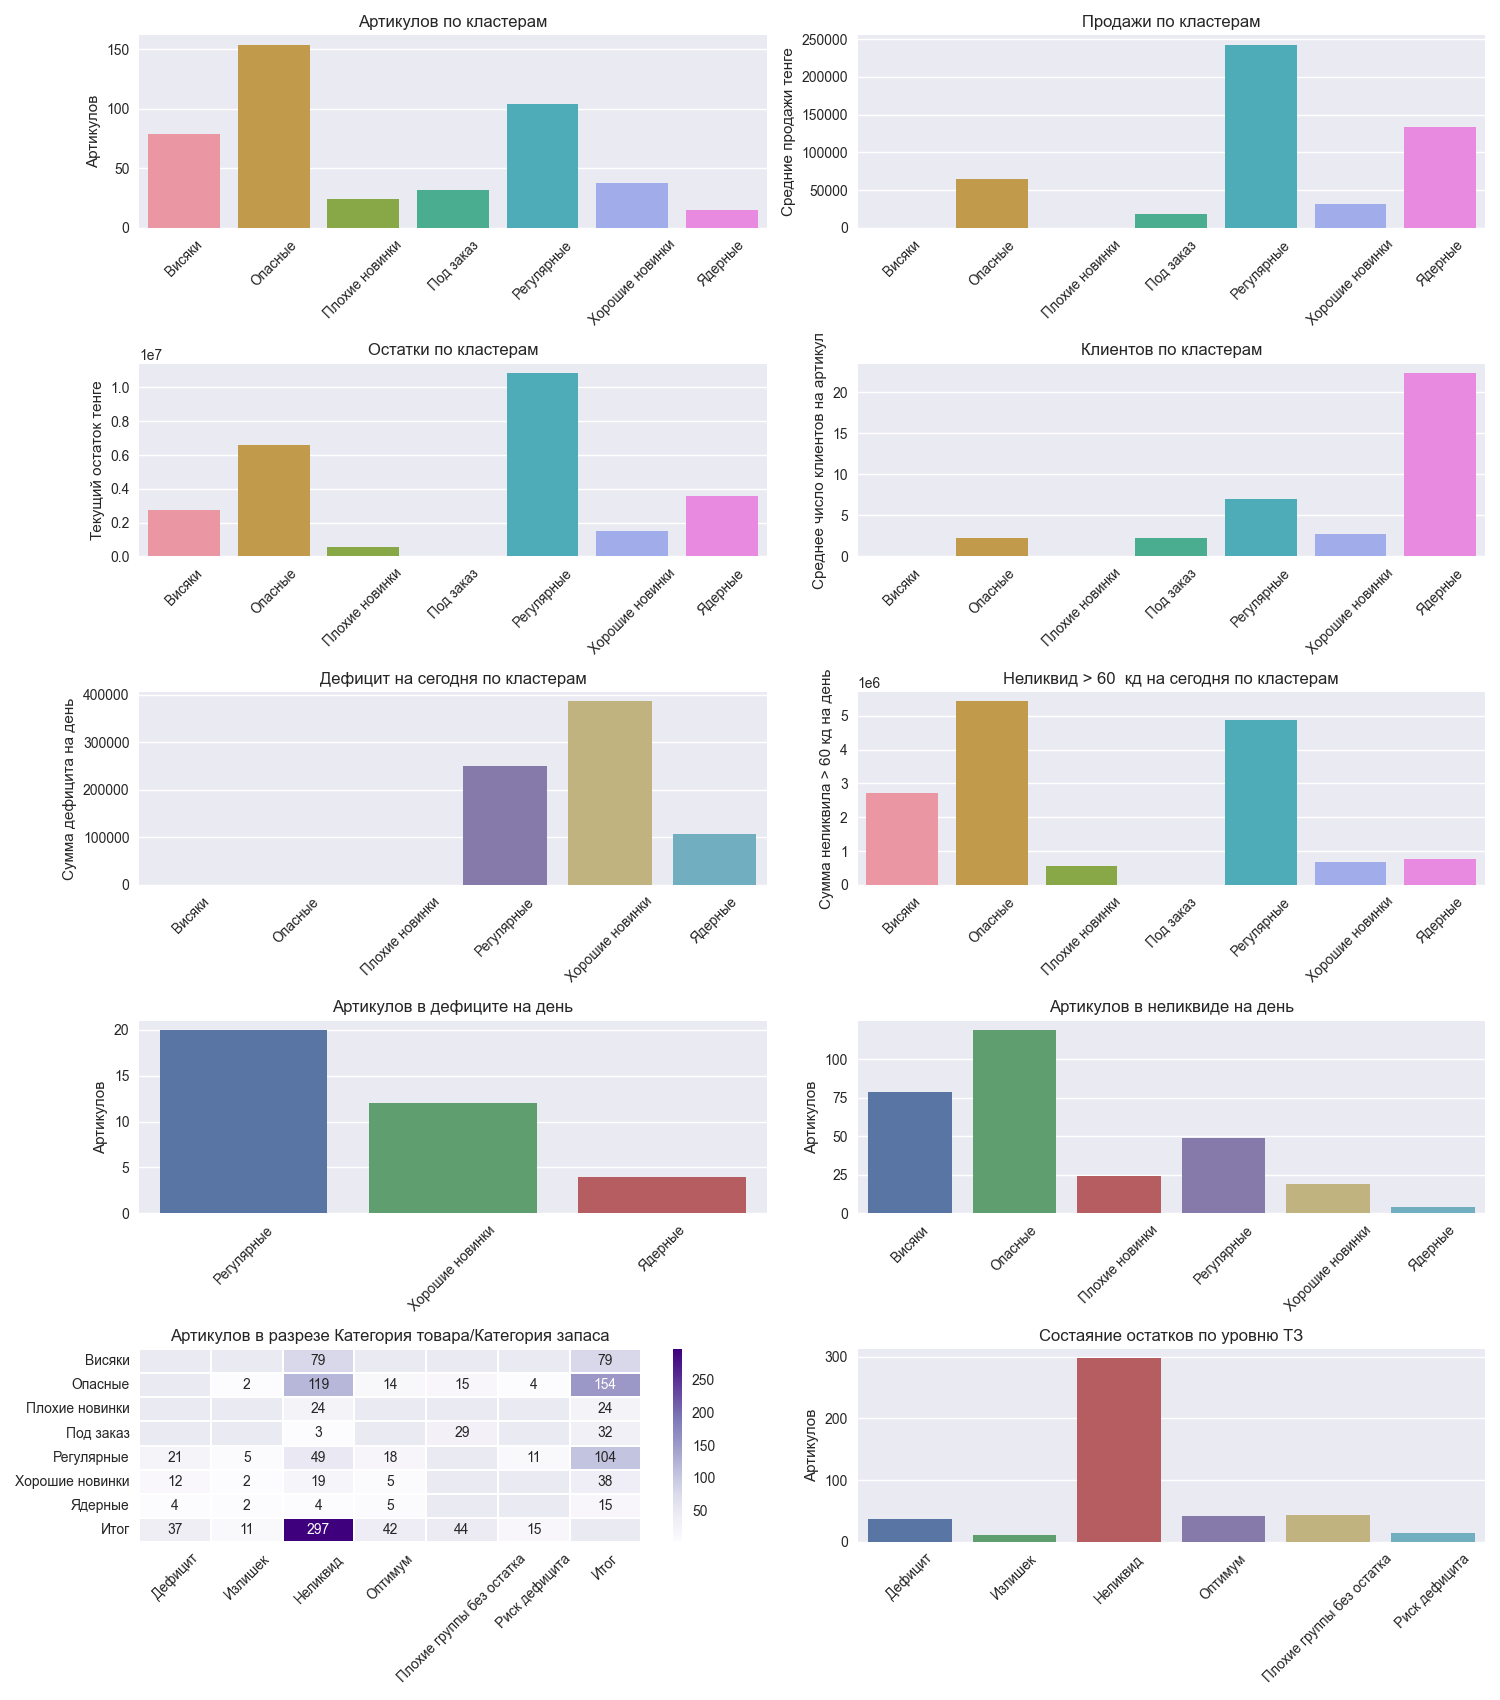 Артикулов по кластерам
Артикулов
150
100
50
0
Висяки
Опасные
Плохие новинки
Под заказ
Регулярные
Хорошие новинки
Ядерные
Продажи по кластерам
Средние продажи тенге
250000
200000
150000
100000
50000
0
Висяки
Опасные
Плохие новинки
Под заказ
Регулярные
Хорошие новинки
Ядерные
Остатки по кластерам
1e7
Текущий остаток тенге
1.0
0.8
0.6
0.4
0.2
0.0
Висяки
Опасные
Плохие новинки
Под заказ
Регулярные
Хорошие новинки
Ядерные
Клиентов по кластерам
Среднее число клиентов на артикул
20
15
10
5
0
Висяки
Опасные
Плохие новинки
Под заказ
Регулярные
Хорошие новинки
Ядерные
Дефицит на сегодня по кластерам
Сумма дефицита на день
400000
300000
200000
100000
0
Висяки
Опасные
Плохие новинки
Регулярные
Хорошие новинки
Ядерные
Неликвид > 60  кд на сегодня по кластерам
1e6
Сумма неликвила > 60 кд на день
5
4
3
2
1
0
Висяки
Опасные
Плохие новинки
Под заказ
Регулярные
Хорошие новинки
Ядерные
Артикулов в дефиците на день
Артикулов
20
15
10
5
0
Регулярные
Хорошие новинки
Ядерные
Артикулов в неликвиде на день
Артикулов
100
75
50
25
0
Висяки
Опасные
Плохие новинки
Регулярные
Хорошие новинки
Ядерные
Артикулов в разрезе Категория товара/Категория запаса
Висяки 79 79
Опасные 2 119 14 15 4 154
Плохие новинки 24 24
Под заказ 3 29 32
Регулярные 21 5 49 18 11 104
Хорошие новинки 12 2 19 5 38
Ядерные 4 2 4 5 15
Итог 37 11 297 42 44 15
Дефицит
Излишек
Неликвид
Оптимум
Плохие группы без остатка
Риск дефицита
Итог
250
200
150
100
50
Состаяние остатков по уровню ТЗ
Артикулов
300
200
100
0
Дефицит
Излишек
Неликвид
Оптимум
Плохие группы без остатка
Риск дефицита